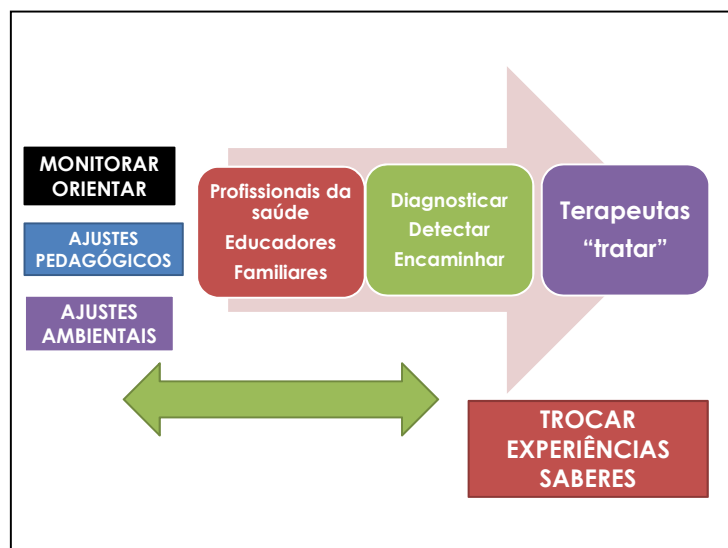 MONITORAR
ORIENTAR
AJUSTES
PEDAGÓGICOS
AJUSTES
AMBIENTAIS
Profissionais da
saúde
Educadores
Familiares
Diagnosticar
Detectar
Encaminhar
Terapeutas
“tratar”
TROCAR
EXPERIÊNCIAS
SABERES